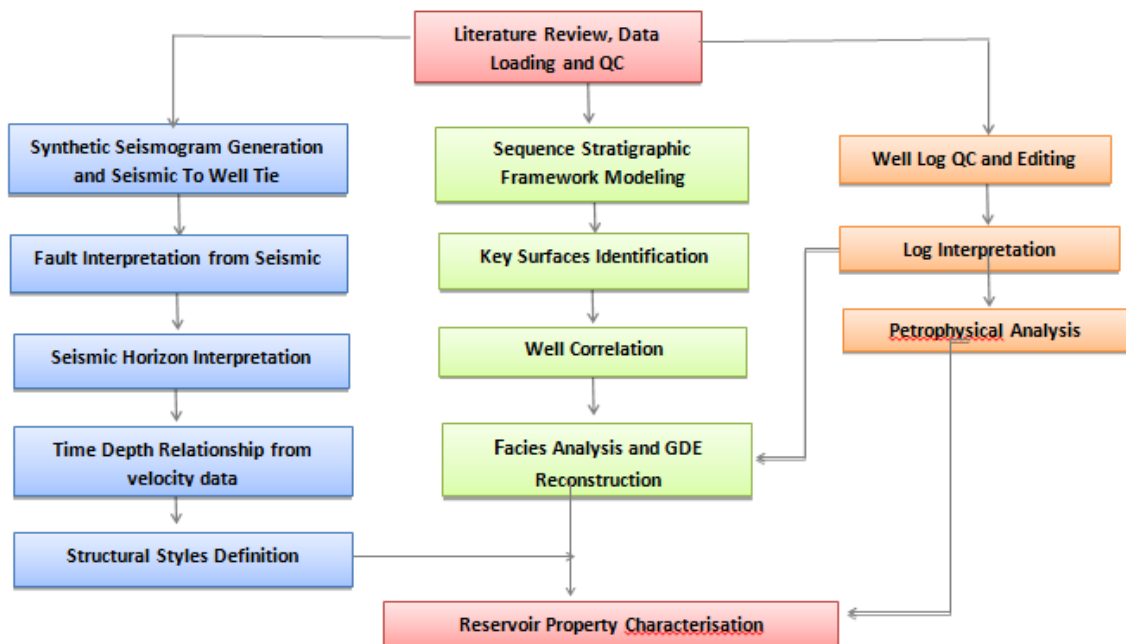 Literature Review, Data
Loading and QC
Synthetic Seismogram Generation
and Seismic To Well Tie
Fault Interpretation from Seismic
Seismic Horizon Interpretation
Time Depth Relationship from
velocity data
Structural Styles Definition
Sequence Stratigraphic
Framework Modeling
Key Surfaces Identification
Well Correlation
Facies Analysis and GDE
Reconstruction
Well Log QC and Editing
Log Interpretation
Petrophysical Analysis
Reservoir Property Characterisation